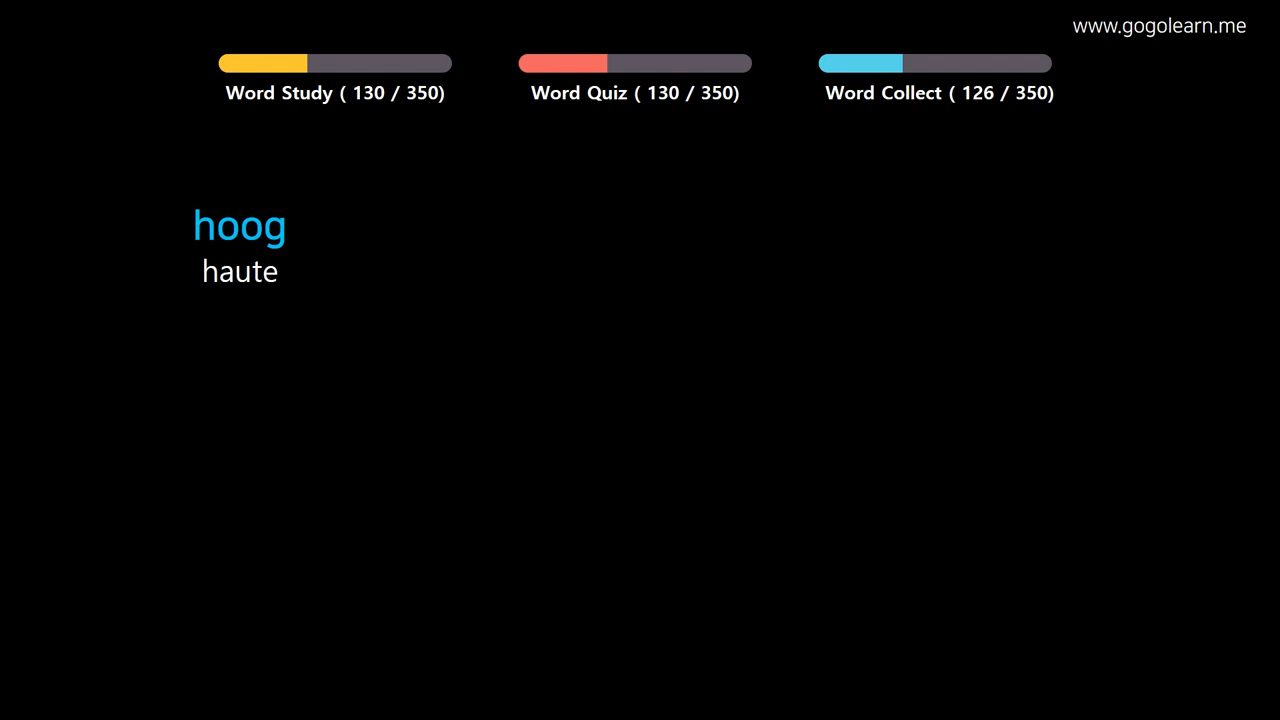 www.gogolearn.me
Word Study ( 130 / 350)
Word Quiz ( 130 / 350)
Word Collect ( 126 / 350)
hoog
haute